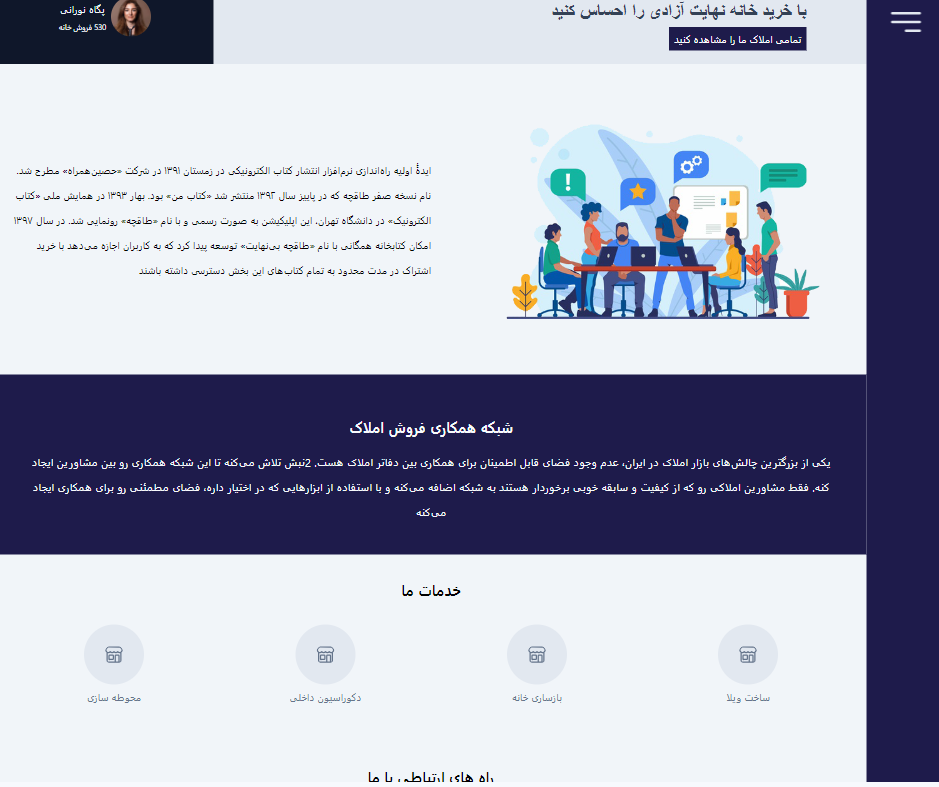 با خرید خانه نهایت آزادی را احساس کنید
تمامی املاک ما را مشاهده کنید
پگاه نورانی
530 فروش خانه
ایدهٔ اولیه راه‌اندازی نرم‌افزار انتشار کتاب الکترونیکی در زمستان ۱۳۹۱ در شرکت «حصین‌همراه» مطرح شد.
نام نسخه صفر طاقچه که در پاییز سال ۱۳۹۲ منتشر شد «کتاب من» بود. بهار ۱۳۹۳ در همایش ملی «کتاب
الکترونیک» در دانشگاه تهران، این اپلیکیشن به صورت رسمی و با نام «طاقچه» رونمایی شد. در سال ۱۳۹۷
امکان کتابخانه همگانی با نام «طاقچه بی‌نهایت» توسعه پیدا کرد که به کاربران اجازه می‌دهد با خرید
اشتراک در مدت محدود به تمام کتاب‌های این بخش دسترسی داشته باشند
شبکه همکاری فروش املاک
یکی از بزرگترین چالش‌های بازار املاک در ایران، عدم وجود فضای قابل اطمینان برای همکاری بین دفاتر املاک هست. 2نبش تلاش می‌کنه تا این شبکه همکاری رو بین مشاورین ایجاد
کنه. فقط مشاورین املاکی رو که از کیفیت و سابقه خوبی برخوردار هستند به شبکه اضافه می‌کنه و با استفاده از ابزارهایی که در اختیار داره، فضای مطمئنی رو برای همکاری ایجاد
می‌کنه
خدمات ما
ساخت ویلا
بازسازی خانه
دکوراسیون داخلی
محوطه سازی
راه های ارتباطی با ما